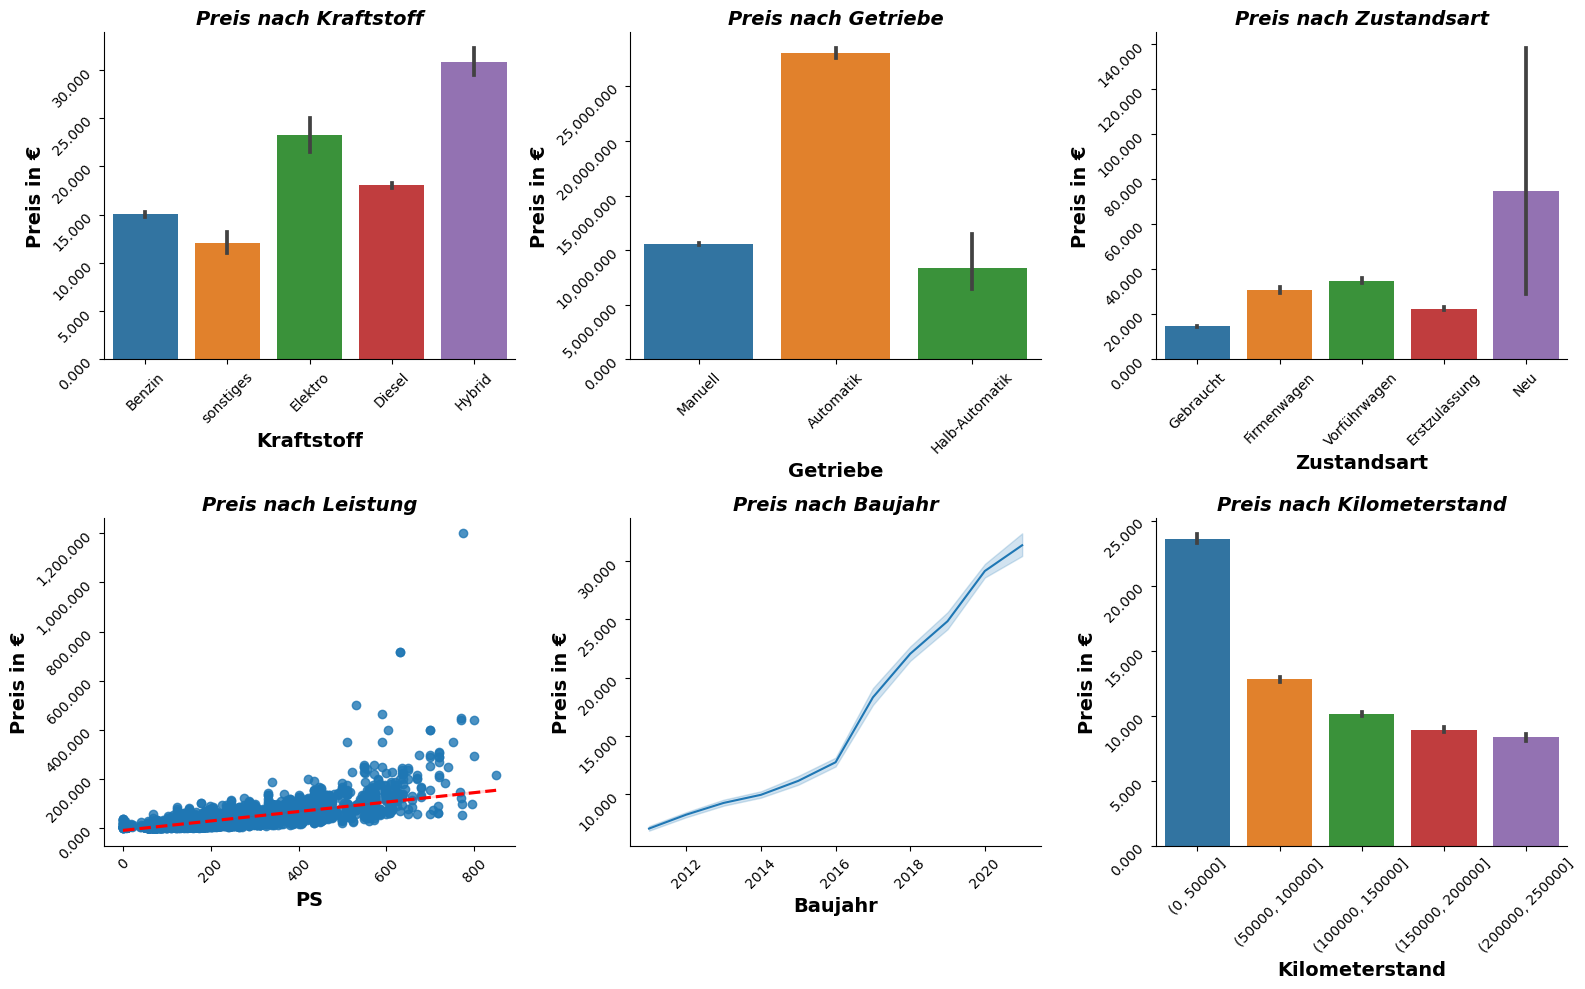 Preis nach Kraftstoff
Preis in €
30.000
25.000
20.000
15.000
10.000
5.000
0.000
Benzin
sonstiges
Elektro
Diesel
Hybrid
Kraftstoff
Preis nach Getriebe
Preis in €
25,000.000
20,000.000
15,000.000
10,000.000
5,000.000
0.000
Manuell
Automatik
Halb-Automatik
Getriebe
Preis nach Zustandsart
Preis in €
140.000
120.000
100.000
80.000
60.000
40.000
20.000
0.000
Gebraucht
Firmenwagen
Vorführwagen
Erstzulassung
Neu
Zustandsart
Preis nach Leistung
Preis in €
1,200.000
1,000.000
800.000
600.000
400.000
200.000
0.000
0
200
400
600
800
PS
Preis nach Baujahr
Preis in €
30.000
25.000
20.000
15.000
10.000
2012
2014
2016
2018
2020
Baujahr
Preis nach Kilometerstand
Preis in €
25.000
20.000
15.000
10.000
5.000
0.000
(0, 50000]
(50000, 100000]
(100000, 150000]
(150000, 200000]
(200000, 250000]
Kilometerstand